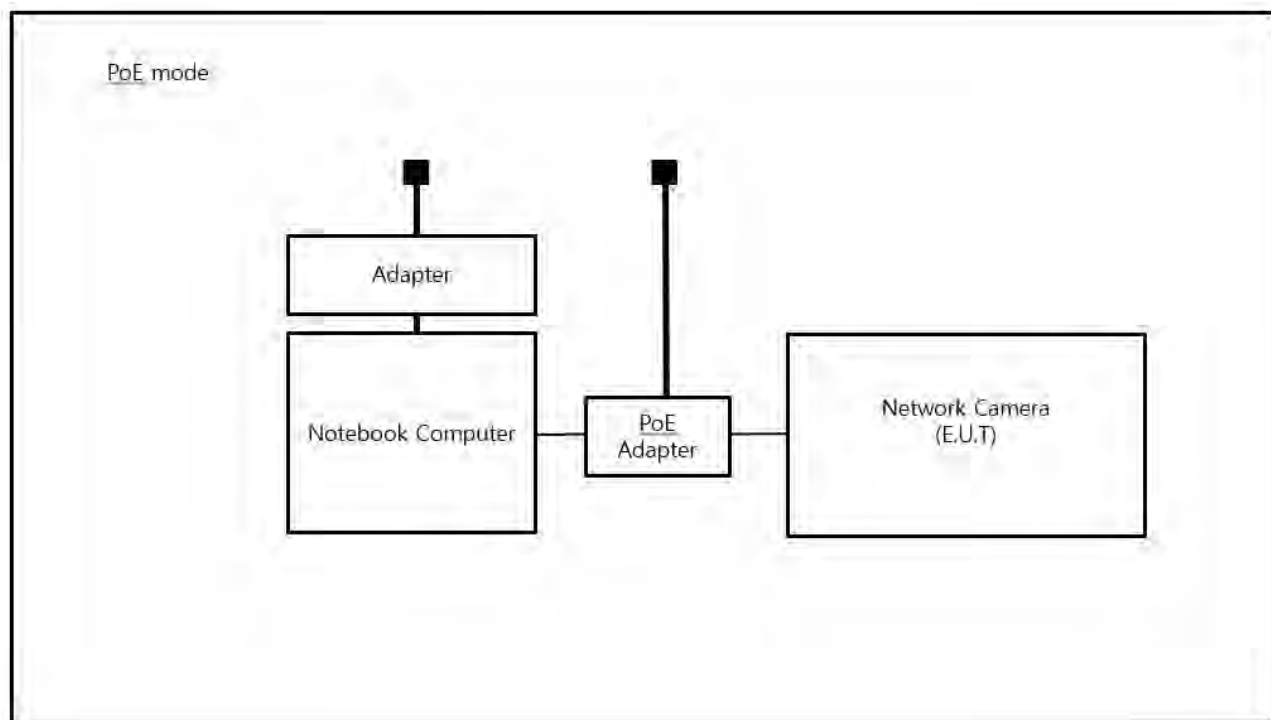 PoE mode
Adapter
Notebook Computer
PoE
Adapter
Network Camera
(E.U.T)